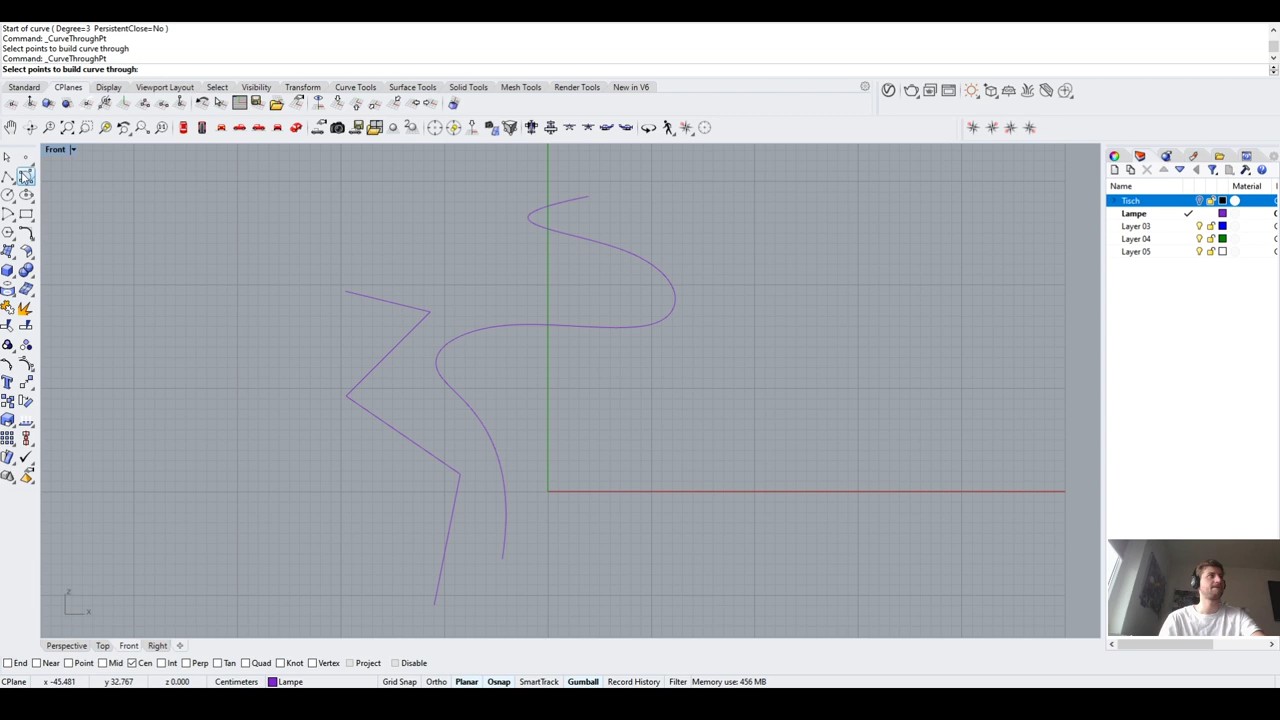 Start of curve ( Degree=3  PersistentClose=No )
Command: _CurveThroughPt
Select points to build curve through
Command: _CurveThroughPt
Select points to build curve through:
Standard CPlanes Display Viewport Layout Select Visibility Transform Curve Tools Surface Tools Solid Tools Mesh Tools Render Tools New in V6
Front
Name Material
Tisch
Lampe
Layer 03
Layer 04
Layer 05
z
x
Perspective Top Front Right
End Near Point Mid Cen Int Perp Tan Quad Knot Vertex Project Disable
CPlane x -45.481 y 32.767 z 0.000 Centimeters Lampe Grid Snap Ortho Planar Osnap SmartTrack Gumball Record History Filter Memory use: 456 MB